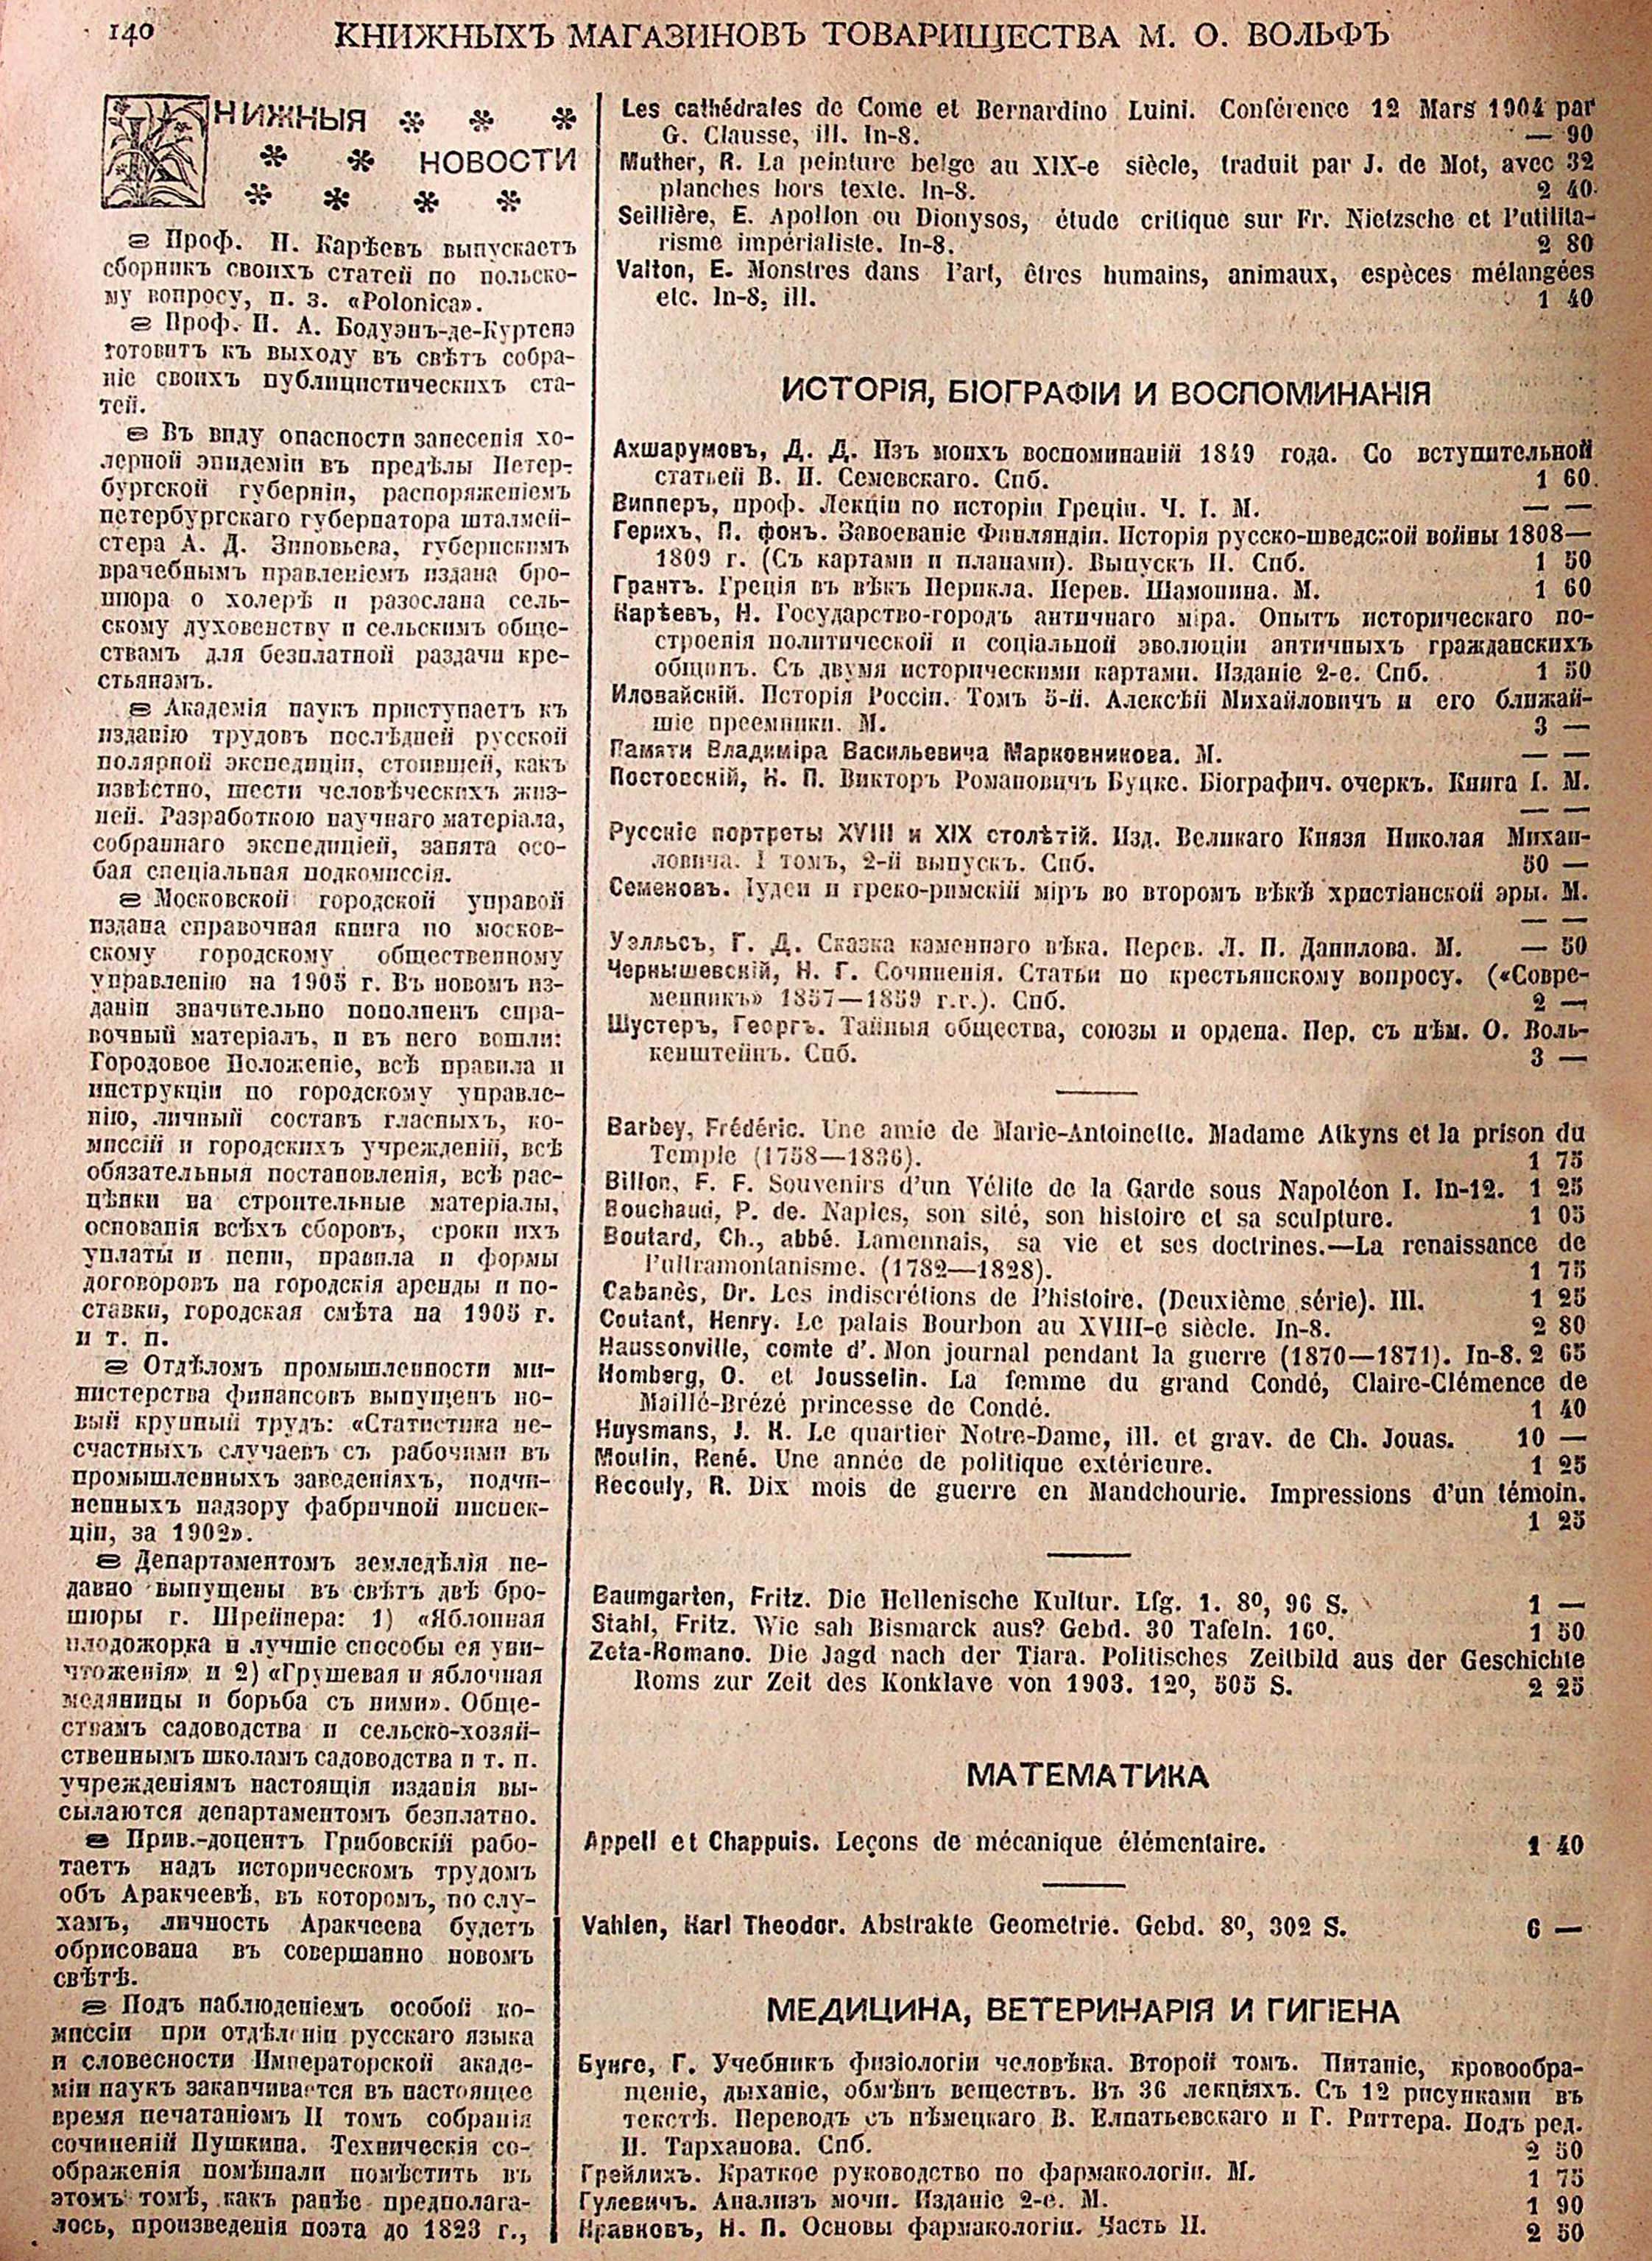 140
КНИЖНЫХЪ МАГАЗИНОВЪ ТОВАРИЩЕСТВА М. О. ВОЛЬФЪ
КНИЖНЫЯ
НОВОСТИ
Проф. Н. Карѣевъ выпускаетъ
сборникъ своихъ статей по польско-
му вопросу, п. з. «Polonica».
Проф. И. А. Бодуэнъ-де-Куртенэ
готовитъ къ выходу въ свѣтъ собра-
ніе своихъ публицистическихъ ста-
тей.
Въ виду опасности занесенія хо-
лерной эпидеміи въ предѣлы Петер-
бургской губерніи, распоряженіемъ
петербургскаго губернатора шталмей-
стера А. Д. Зиновьева, губернскимъ
врачебнымъ правленіемъ издана бро-
шюра о холерѣ и разослана сель-
скому духовенству и сельскимъ обще-
ствамъ для безплатной раздачи кре-
стьянамъ.
Академія наукъ приступаетъ къ
изданію трудовъ послѣдней русской
полярной экспедиціи, стоившей, какъ
извѣстно, шести человѣческихъ жиз-
ней. Разработкою научнаго матеріала,
собраннаго экспедиціей, занята осо-
бая спеціальная подкомиссія.
Московской городской управой
издана справочная книга по москов-
скому городскому общественному
управленію на 1905 г. Въ новомъ из-
даніи значительно пополненъ спра-
вочный матеріалъ, и въ него вошли:
Городовое Положеніе, всѣ правила и
инструкціи по городскому управле-
нію, личный составъ гласныхъ, ко-
миссій и городскихъ учрежденій, всѣ
обязательныя постановленія, всѣ рас-
цѣнки на строительные матеріалы,
основанія всѣхъ сборовъ, сроки ихъ
уплаты и пени, правила и формы
договоровъ на городскія аренды и по-
ставки, городская смѣта на 1905 г.
и т. п.
Отдѣломъ промышленности ми-
нистерства финансовъ выпущенъ но-
вый крупный трудъ: «Статистика не-
счастныхъ случаевъ съ рабочими въ
промышленныхъ заведеніяхъ, подчи-
ненныхъ надзору фабричной инспек-
ціи, за 1902».
Департаментомъ земледѣлія не-
давно выпущены въ свѣтъ двѣ бро-
шюры г. Шрейнера: 1) «Яблонная
плодожорка и лучшіе способы ея уни-
чтоженія» и 2) «Грушевая и яблочная
медяницы и борьба съ ними». Обще-
ствамъ садоводства и сельско-хозяй-
ственнымъ школамъ садоводства и т. п.
учрежденіямъ настоящія изданія вы-
сылаются департаментомъ безплатно.
Прив.-доцентъ Грибовскій рабо-
таетъ надъ историческомъ трудомъ
объ Аракчеевѣ, въ которомъ, по слу-
хамъ, личность Аракчеева будетъ
обрисована въ совершанно новомъ
свѣтѣ.
Подъ наблюденіемъ особой ко-
миссіи при отдѣленіи русскаго языка
и словесности Императорской акаде-
міи наукъ заканчивается въ настоящее
время печатаніемъ II томъ собранія
сочиненій Пушкина. Техническія со-
ображенія помѣшали помѣстить въ
этомъ томѣ, какъ ранѣе предполага-
лось, произведенія поэта до 1823 г.,
Les cathédrales de Come et Bernardino Luini. Conférence 12 Mars 1904 par
G. Clausse, ill. In-8. — 90
Muther, R. La peinture belge au XIX-e siècle, traduit par J. de Mot, avec 32
planches hors texte. In-8. 2 40
Seillière, E. Apollon ou Dionysos, étude critique sur Fr. Nietzsche et l'utilita-
risme impérialiste. In-8. 2 80
Valton, E. Monstres dans l'art, êtres humains, animaux, espèces mélangées
etc. In-8, ill. 1 40
ИСТОРІЯ, БІОГРАФІИ И ВОСПОМИНАНІЯ
Ахшарумовъ, Д. Д. Изъ моихъ воспоминаній 1849 года. Со вступительной
статьей В. И. Семевскаго. Спб. 1 60
Випперъ, проф. Лекціи по исторіи Греціи. Ч. I. М. — —
Герихъ, П. фонъ. Завоеваніе Финляндіи. Исторія русско-шведской войны 1808—
1809 г. (Съ картами и планами). Выпускъ II. Спб. 1 50
Грантъ. Греція въ вѣкъ Перикла. Перев. Шамонина. М. 1 60
Карѣевъ, Н. Государство-городъ античнаго міра. Опытъ историческаго по-
строенія политической и соціальной эволюціи античныхъ гражданскихъ
общинъ. Съ двумя историческими картами. Изданіе 2-е. Спб. 1 50
Иловайскій. Исторія Россіи. Томъ 5-й. Алексѣй Михайловичъ и его ближай-
шіе преемники. М. 3 —
Памяти Владиміра Васильевича Марковникова. М. — —
Постовскій, Н. П. Викторъ Романовичъ Буцке. Біографич. очеркъ. Книга I. М.
— —
Русскіе портреты XVIII и XIX столѣтій. Изд. Великаго Князя Николая Михаи-
ловича. I томъ, 2-й выпускъ. Спб. 50 —
Семеновъ. Іудеи и греко-римскій міръ во второмъ вѣкѣ христіанской эры. М.
— —
Уэлльсъ, Г. Д. Сказка каменнаго вѣка. Перев. Л. П. Данилова. М. — 50
Чернышевскій, Н. Г. Сочиненія. Статьи по крестьянскому вопросу. («Совре-
менникъ» 1857—1859 г.г.). Спб. 2 —
Шустеръ, Георгъ. Тайныя общества, союзы и ордена. Пер. съ нѣм. О. Воль-
кенштейнъ. Спб. 3 —
Barbey, Frédéric. Une amie de Marie-Antoinette. Madame Atkyns et la prison du
Temple (1758—1836). 1 75
Billon, F. F. Souvenirs d'un Vélite de la Garde sous Napoléon I. In-12. 1 25
Bouchaud, P. de. Naples, son sité, son histoire et sa sculpture. 1 05
Boutard, Ch., abbé. Lamennais, sa vie et ses doctrines.—La renaissance de
l'ultramontanisme. (1782—1828). 1 75
Cabanès, Dr. Les indiscrétions de l'histoire. (Deuxième série). Ill. 1 25
Coutant, Henry. Le palais Bourbon au XVIII-e siècle. In-8. 2 80
Haussonville, comte d'. Mon journal pendant la guerre (1870—1871). In-8. 2 65
Homberg, O. et Jousselin. La femme du grand Condé, Claire-Clémence de
Maillé-Brézé princesse de Condé. 1 40
Huysmans, J. K. Le quartier Notre-Dame, ill. et grav. de Ch. Jouas. 10 —
Moulin, René. Une année de politique extérieure. 1 25
Recouly, R. Dix mois de guerre en Mandchourie. Impressions d'un témoin.
1 25
Baumgarten, Fritz. Die Hellenische Kultur. Lfg. 1. 8º, 96 S. 1 —
Stahl, Fritz. Wie sah Bismarck aus? Gebd. 30 Tafeln. 16º. 1 50
Zeta-Romano. Die Jagd nach der Tiara. Politisches Zeitbild aus der Geschichte
Roms zur Zeit des Konklave von 1903. 12º, 505 S. 2 25
МАТЕМАТИКА
Appell et Chappuis. Leçons de mécanique élémentaire. 1 40
Vahlen, Karl Theodor. Abstrakte Geometrie. Gebd. 8º, 302 S. 6 —
МЕДИЦИНА, ВЕТЕРИНАРІЯ И ГИГІЕНА
Бунге, Г. Учебникъ физіологіи человѣка. Второй томъ. Питаніе, кровообра-
щеніе, дыханіе, обмѣнъ веществъ. Въ 36 лекціяхъ. Съ 12 рисунками въ
текстѣ. Переводъ съ нѣмецкаго В. Елпатьевскаго и Г. Риттера. Подъ ред.
И. Тарханова. Спб. 2 50
Грейлихъ. Краткое руководство по фармакологіи. М. 1 75
Гулевичъ. Анализъ мочи. Изданіе 2-е. М. 1 90
Кравковъ, Н. П. Основы фармакологіи. Часть II. 2 50